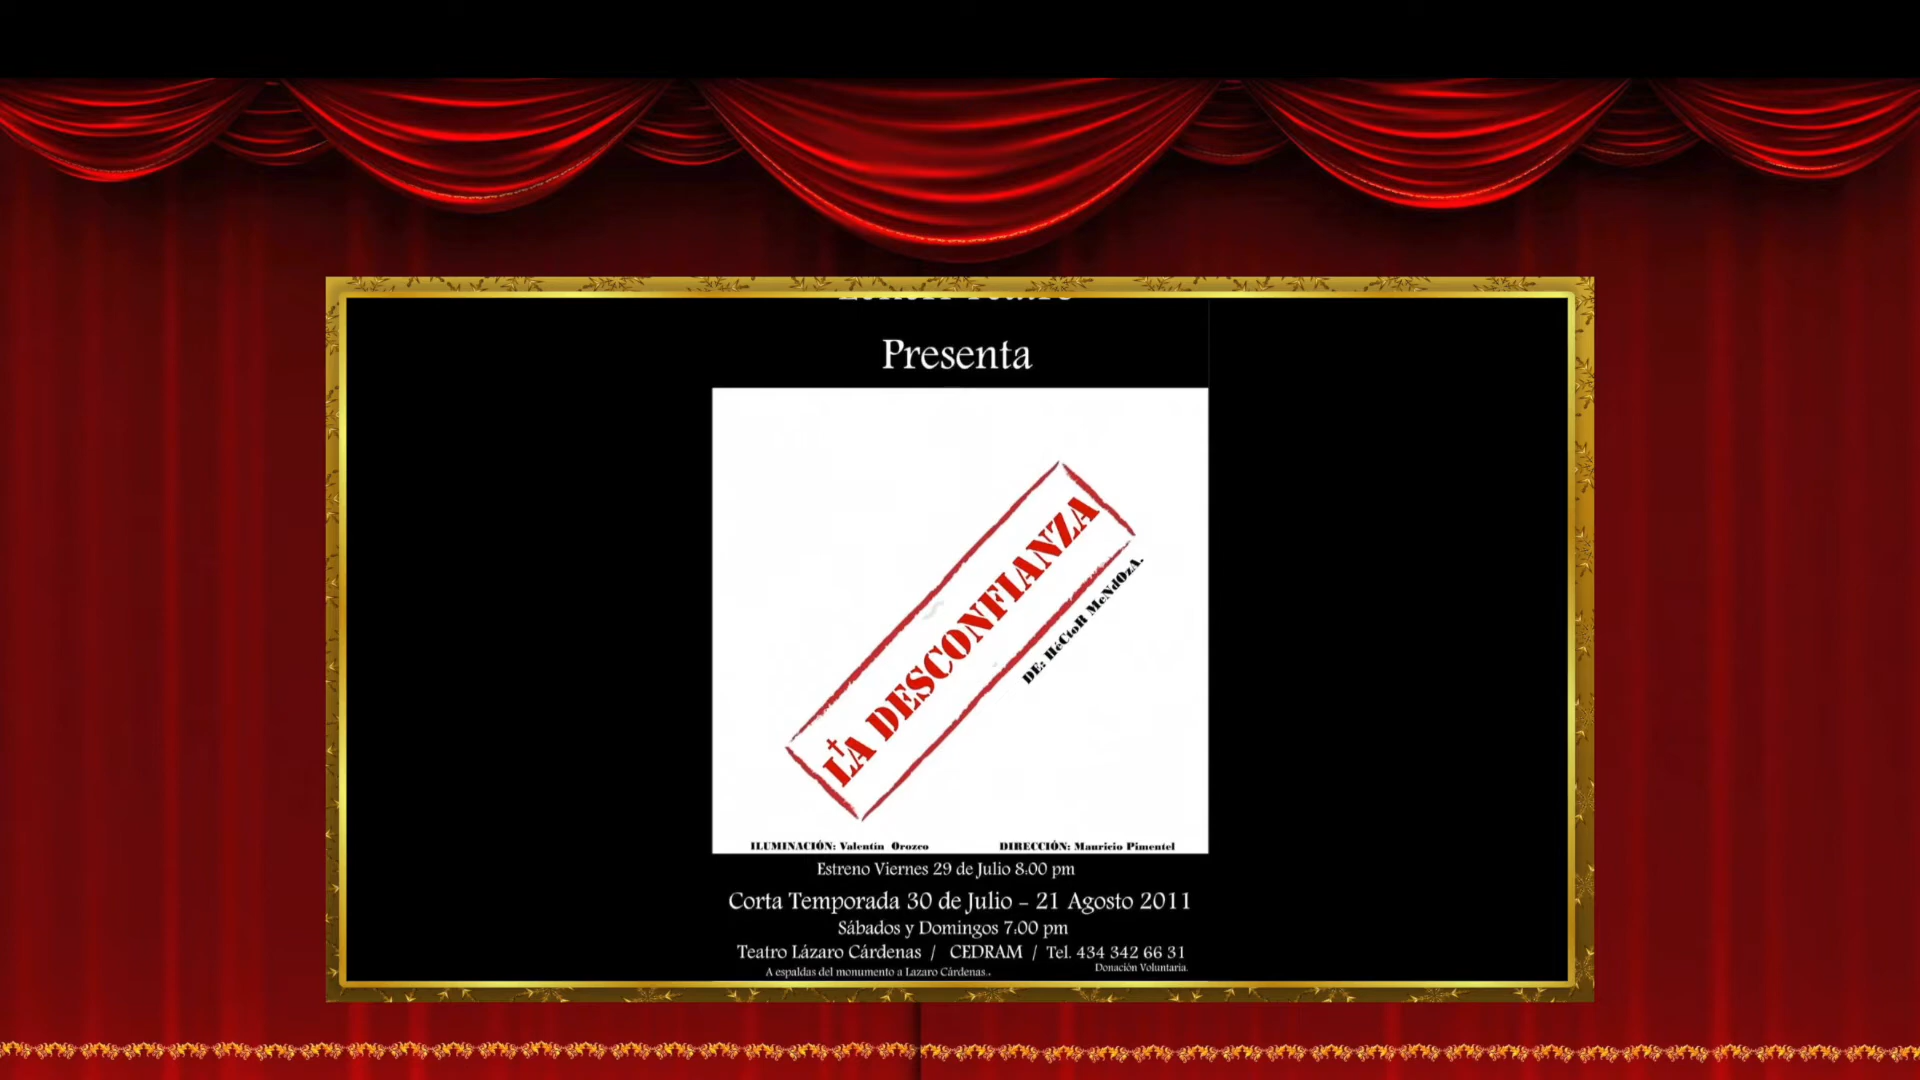 Presenta
LA DESCONFIANZA
DE: HéCtoR MeNdOzA.
ILUMINACIÓN: Valentín Orozco
DIRECCIÓN: Mauricio Pimentel
Estreno Viernes 29 de Julio 8:00 pm
Corta Temporada 30 de Julio - 21 Agosto 2011
Sábados y Domingos 7:00 pm
Teatro Lázaro Cárdenas / CEDRAM / Tel. 434 342 66 31
A espaldas del monumento a Lazaro Cárdenas..
Donación Voluntaria.